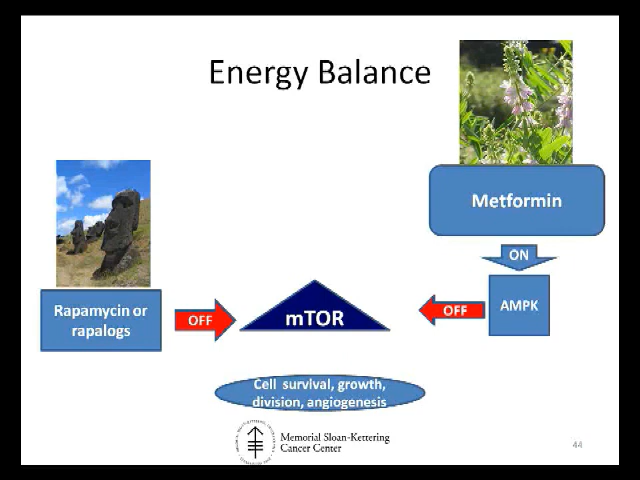 Energy Balance
Metformin
ON
AMPK
OFF
Rapamycin or
rapalogs
OFF
mTOR
Cell survival, growth,
division, angiogenesis
Memorial Sloan-Kettering
Cancer Center
44